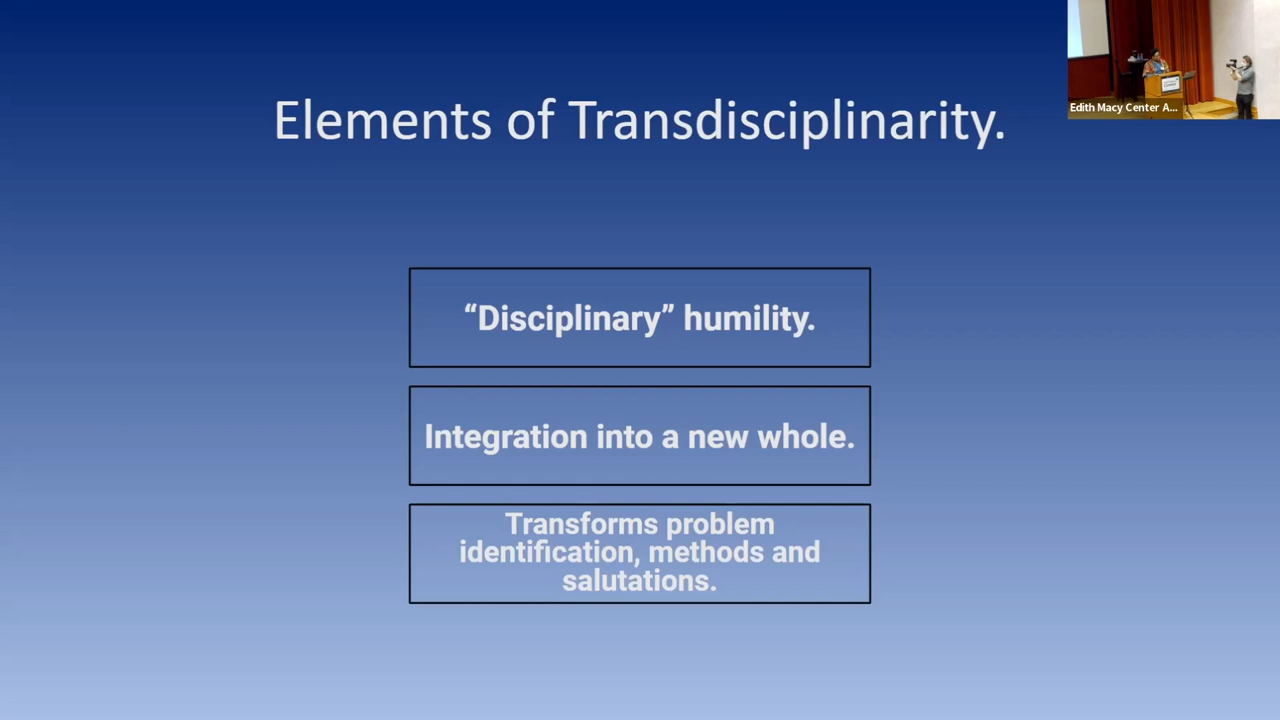 Elements of Transdisciplinarity.
“Disciplinary” humility.
Integration into a new whole.
Transforms problem
identification, methods and
salutations.
Edith Macy Center A...